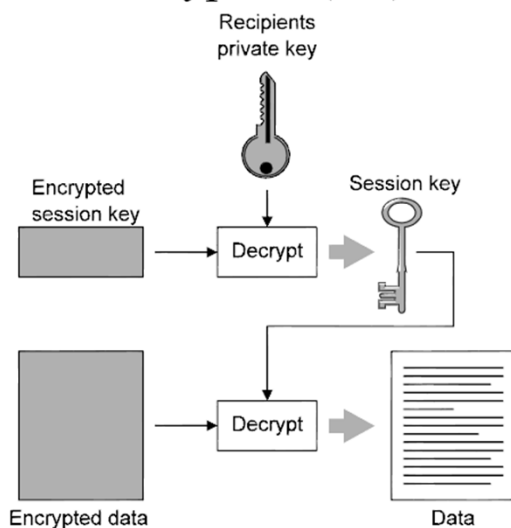 Recipients
private key
Encrypted
session key
Session key
Decrypt
Decrypt
Encrypted data
Data